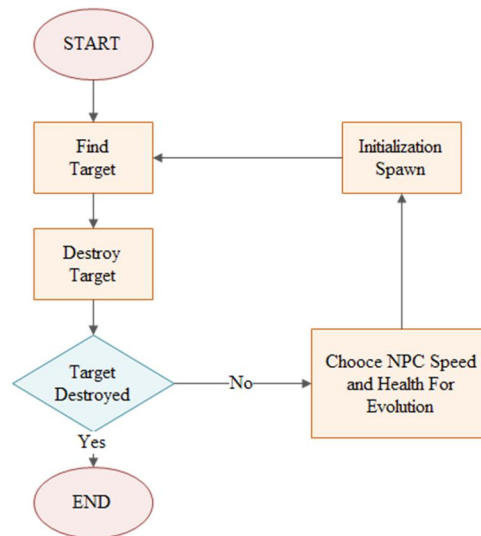 START
Find
Target
Initialization
Spawn
Destroy
Target
Target
Destroyed
No
Chooce NPC Speed
and Health For
Evolution
Yes
END